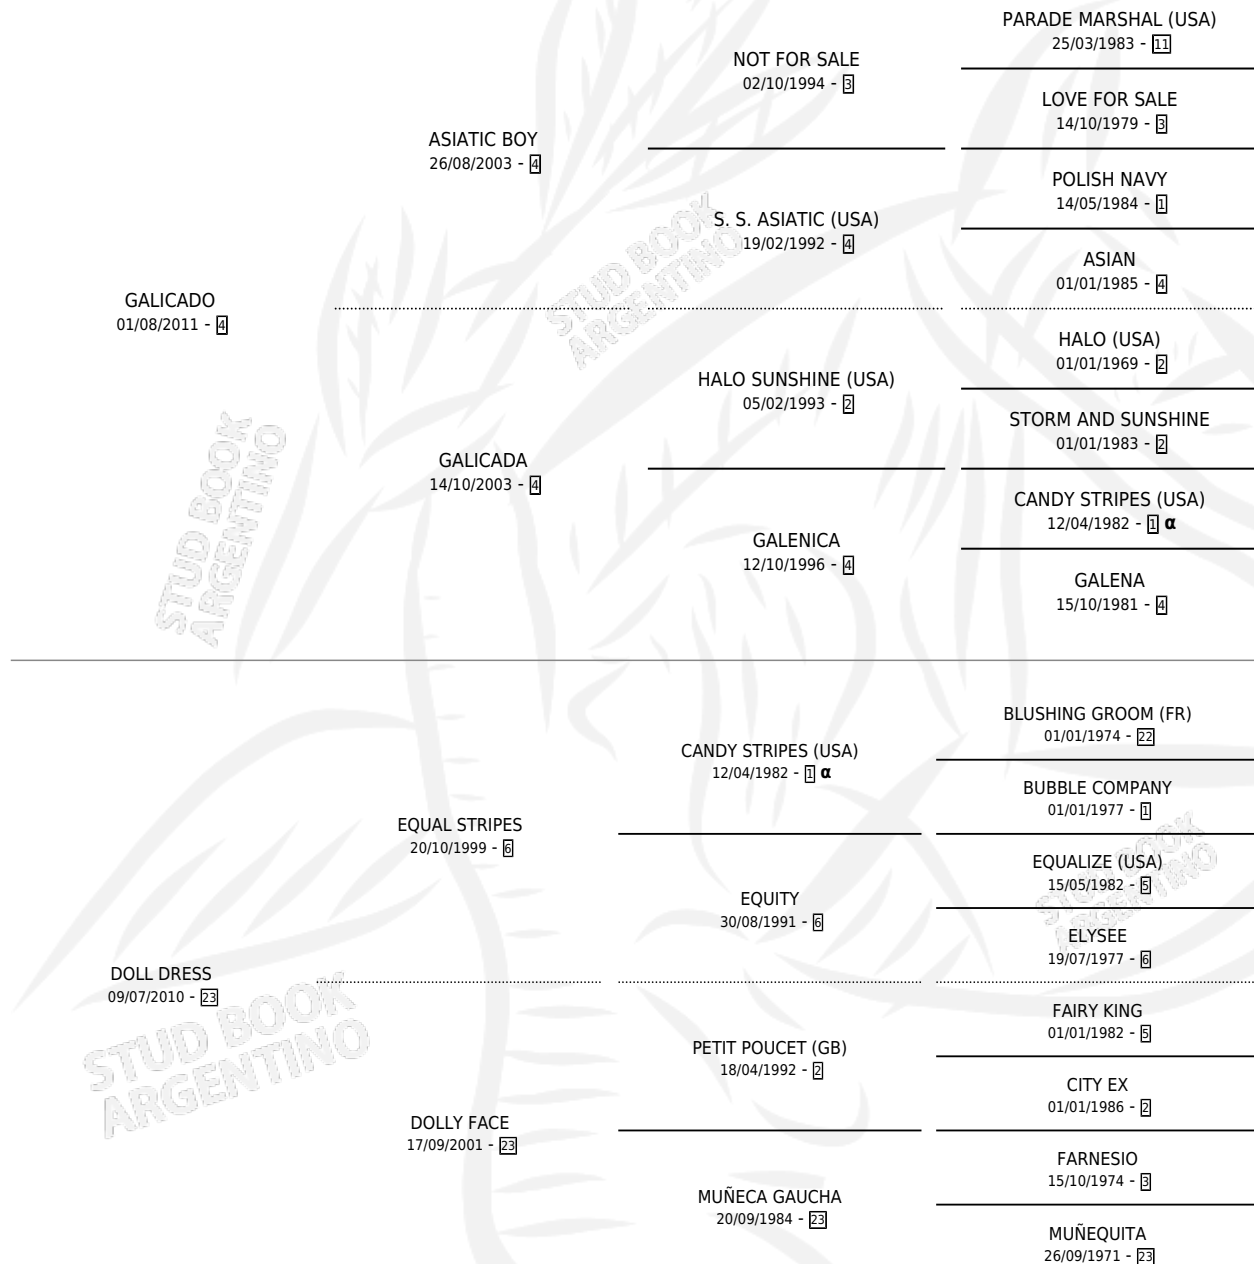 PARADE MARSHAL (USA)
25/03/1983 - 11
NOT FOR SALE
02/10/1994 - 3
LOVE FOR SALE
14/10/1979 - 3
ASIATIC BOY
26/08/2003 - 4
POLISH NAVY
14/05/1984 - 1
S. S. ASIATIC (USA)
19/02/1992 - 4
ASIAN
01/01/1985 - 4
STUD BOOK
ARGENTINO
GALICADO
01/08/2011 - 4
HALO (USA)
01/01/1969 - 2
HALO SUNSHINE (USA)
05/02/1993 - 2
STORM AND SUNSHINE
01/01/1983 - 2
GALICADA
14/10/2003 - 4
CANDY STRIPES (USA)
12/04/1982 - 1 α
GALENICA
12/10/1996 - 4
GALENA
15/10/1981 - 4
STUD BOOK
ARGENTINO
BLUSHING GROOM (FR)
01/01/1974 - 22
CANDY STRIPES (USA)
12/04/1982 - 1 α
BUBBLE COMPANY
01/01/1977 - 1
EQUAL STRIPES
20/10/1999 - 6
EQUALIZE (USA)
15/05/1982 - 5
EQUITY
30/08/1991 - 6
ELYSEE
19/07/1977 - 6
STUD BOOK
ARGENTINO
DOLL DRESS
09/07/2010 - 23
FAIRY KING
01/01/1982 - 5
PETIT POUCET (GB)
18/04/1992 - 2
CITY EX
01/01/1986 - 2
STUD BOOK
ARGENTINO
DOLLY FACE
17/09/2001 - 23
FARNESIO
15/10/1974 - 3
MUÑECA GAUCHA
20/09/1984 - 23
MUÑEQUITA
26/09/1971 - 23